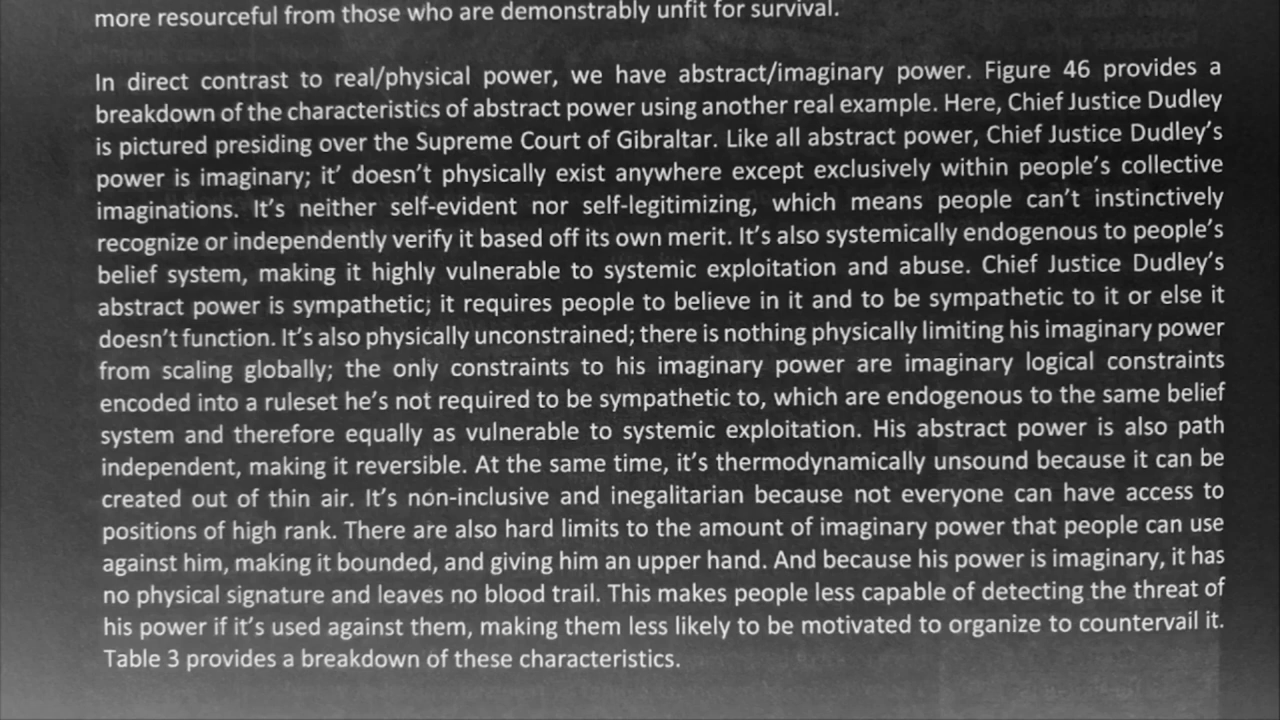 more resourceful from those who are demonstrably unfit for survival.
In direct contrast to real/physical power, we have abstract/imaginary power. Figure 46 provides a
breakdown of the characteristics of abstract power using another real example. Here, Chief Justice Dudley
is pictured presiding over the Supreme Court of Gibraltar. Like all abstract power, Chief Justice Dudley’s
power is imaginary; it’ doesn’t physically exist anywhere except exclusively within people’s collective
imaginations. It’s neither self-evident nor self-legitimizing, which means people can’t instinctively
recognize or independently verify it based off its own merit. It’s also systemically endogenous to people’s
belief system, making it highly vulnerable to systemic exploitation and abuse. Chief Justice Dudley’s
abstract power is sympathetic; it requires people to believe in it and to be sympathetic to it or else it
doesn’t function. It’s also physically unconstrained; there is nothing physically limiting his imaginary power
from scaling globally; the only constraints to his imaginary power are imaginary logical constraints
encoded into a ruleset he’s not required to be sympathetic to, which are endogenous to the same belief
system and therefore equally as vulnerable to systemic exploitation. His abstract power is also path
independent, making it reversible. At the same time, it’s thermodynamically unsound because it can be
created out of thin air. It’s non-inclusive and inegalitarian because not everyone can have access to
positions of high rank. There are also hard limits to the amount of imaginary power that people can use
against him, making it bounded, and giving him an upper hand. And because his power is imaginary, it has
no physical signature and leaves no blood trail. This makes people less capable of detecting the threat of
his power if it’s used against them, making them less likely to be motivated to organize to countervail it.
Table 3 provides a breakdown of these characteristics.